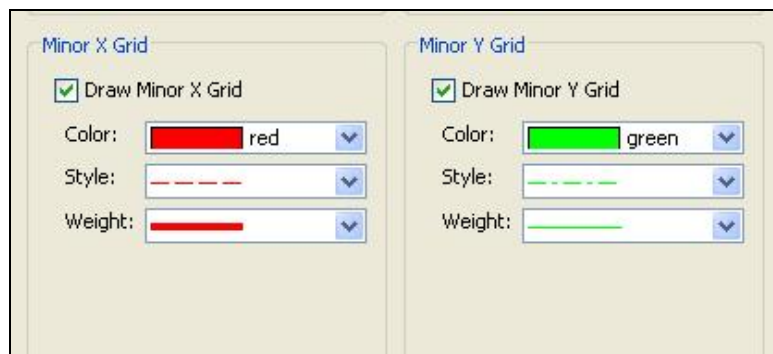 Minor X Grid
Draw Minor X Grid
Color: red
Style:
Weight:
Minor Y Grid
Draw Minor Y Grid
Color: green
Style:
Weight: